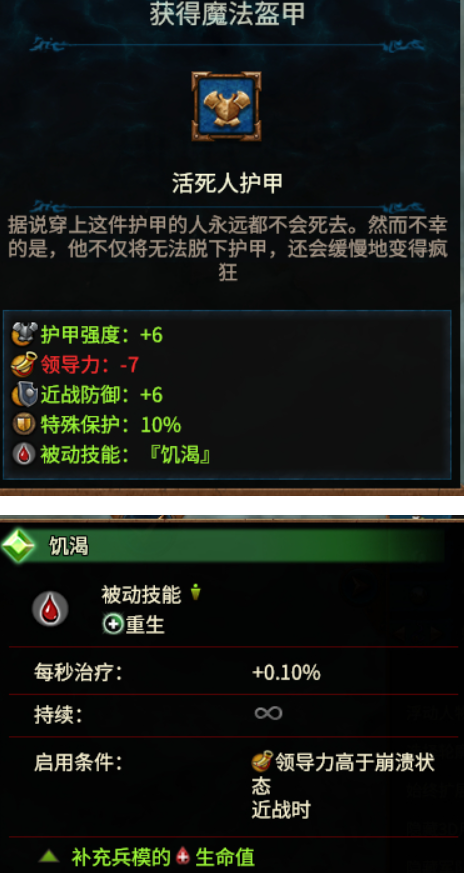 获得魔法盔甲
活死人护甲
据说穿上这件护甲的人永远都不会死去。然而不幸
的是，他不仅将无法脱下护甲，还会缓慢地变得疯
狂
护甲强度：+6
领导力：-7
近战防御：+6
特殊保护：10%
被动技能：『饥渴』
饥渴
被动技能
重生
每秒治疗： +0.10%
持续： ∞
启用条件： 领导力高于崩溃状
态
近战时
补充兵模的生命值